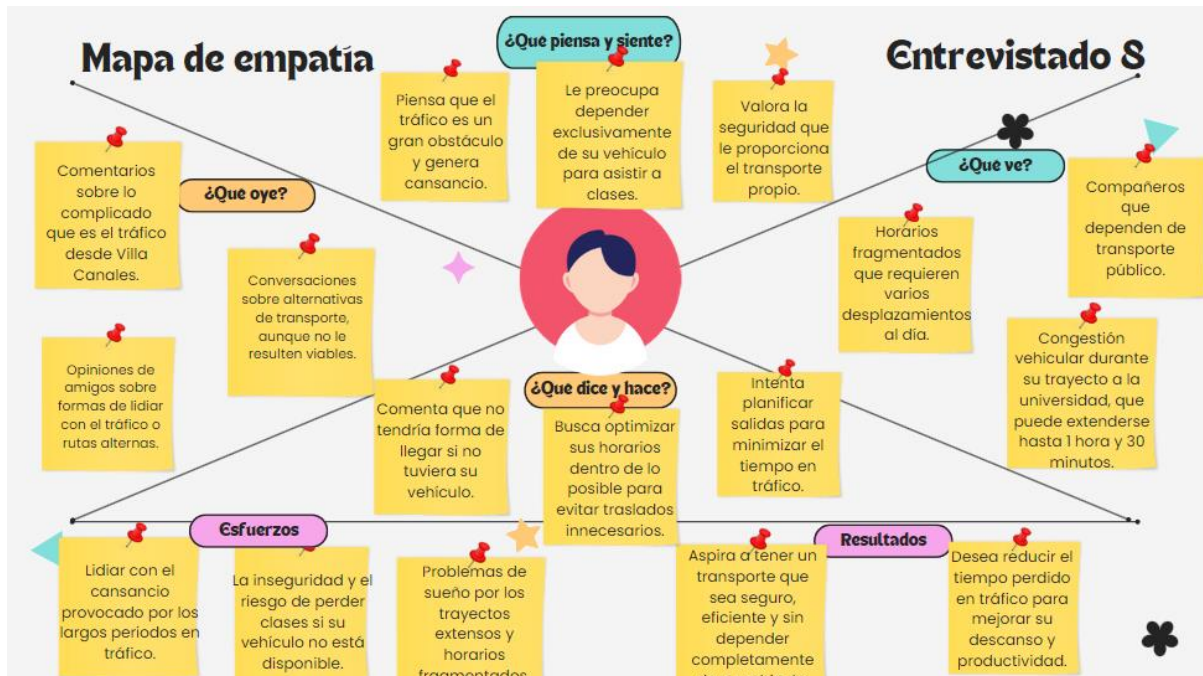 Mapa de empatía
Entrevistado 8
¿Qué piensa y siente?
Piensa que el
tráfico es un
gran obstáculo
y genera
cansancio.
Le preocupa
depender
exclusivamente
de su vehículo
para asistir a
clases.
Valora la
seguridad que
le proporciona
el transporte
propio.
¿Qué oye?
Comentarios
sobre lo
complicado
que es el tráfico
desde Villa
Canales.
Conversaciones
sobre alternativas
de transporte,
aunque no le
resulten viables.
Opiniones de
amigos sobre
formas de lidiar
con el tráfico o
rutas alternas.
¿Qué ve?
Compañeros
que
dependen de
transporte
público.
Horarios
fragmentados
que requieren
varios
desplazamientos
al día.
Congestión
vehicular durante
su trayecto a la
universidad, que
puede extenderse
hasta 1 hora y 30
minutos.
¿Qué dice y hace?
Comenta que no
tendría forma de
llegar si no
tuviera su
vehículo.
Busca optimizar
sus horarios
dentro de lo
posible para
evitar traslados
innecesarios.
Intenta
planificar
salidas para
minimizar el
tiempo en
tráfico.
Esfuerzos
Lidiar con el
cansancio
provocado por los
largos periodos en
tráfico.
La inseguridad y el
riesgo de perder
clases si su
vehículo no está
disponible.
Problemas de
sueño por los
trayectos
extensos y
horarios
fragmentados
Resultados
Aspira a tener un
transporte que
sea seguro,
eficiente y sin
depender
completamente
Desea reducir el
tiempo perdido
en tráfico para
mejorar su
descanso y
productividad.